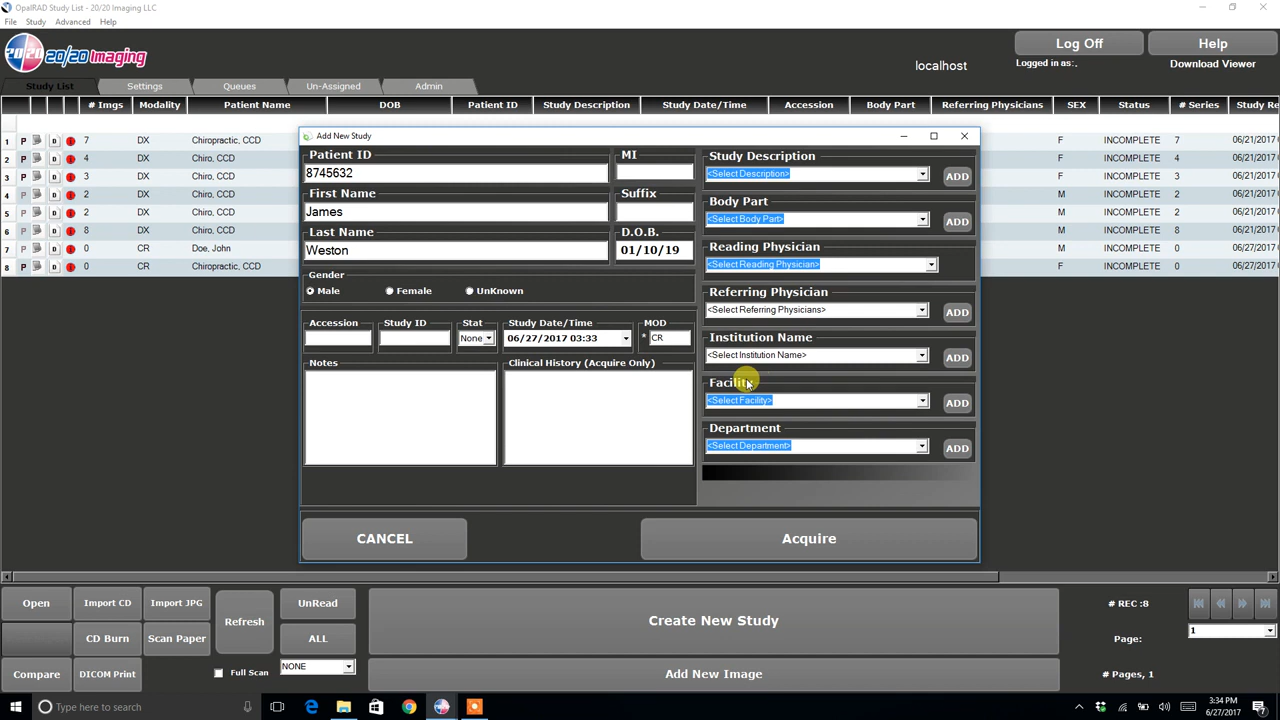 OpalRAD Study List - 20/20 Imaging LLC
File Study Advanced Help
20/20 20/20 Imaging
localhost
Log Off
Help
Logged in as:.
Download Viewer
Study List Settings Queues Un-Assigned Admin
# Imgs Modality Patient Name DOB Patient ID Study Description Study Date/Time Accession Body Part Referring Physicians SEX Status # Series Study Re
1 P D 7 DX Chiropractic, CCD F INCOMPLETE 7 06/21/2017
2 P D 4 DX Chiro, CCD F INCOMPLETE 4 06/21/2017
3 P D 3 DX Chiro, CCD F INCOMPLETE 3 06/21/2017
4 P D 2 DX Chiro, CCD M INCOMPLETE 2 06/21/2017
5 P D 2 DX Chiro, CCD M INCOMPLETE 2 06/21/2017
6 P D 8 DX Chiro, CCD M INCOMPLETE 8 06/21/2017
7 P D 0 CR Doe, John M INCOMPLETE 0 06/27/2017
8 P D 0 CR Chiropractic, CCD F INCOMPLETE 0 06/27/2017
Add New Study
Patient ID
8745632
MI
First Name
James
Suffix
Last Name
Weston
D.O.B.
01/10/19
Gender
Male Female UnKnown
Accession
Study ID
Stat
None
Study Date/Time
06/27/2017 03:33
MOD
* CR
Notes
Clinical History (Acquire Only)
Study Description
<Select Description> ADD
Body Part
<Select Body Part> ADD
Reading Physician
<Select Reading Physician>
Referring Physician
<Select Referring Physicians> ADD
Institution Name
<Select Institution Name> ADD
Facility
<Select Facility> ADD
Department
<Select Department> ADD
CANCEL
Acquire
Open Import CD Import JPG
CD Burn Scan Paper
Compare DICOM Print
Refresh
UnRead
ALL
Full Scan NONE
Create New Study
Add New Image
# REC :8
Page: 1
# Pages, 1
Type here to search
3:34 PM
6/27/2017